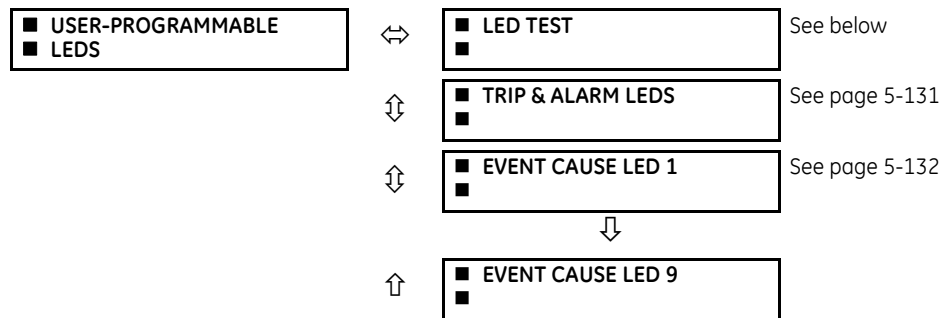 ■ USER-PROGRAMMABLE
■ LEDS
■ LED TEST
■
See below
■ TRIP & ALARM LEDS
■
See page 5-131
■ EVENT CAUSE LED 1
■
See page 5-132
■ EVENT CAUSE LED 9
■